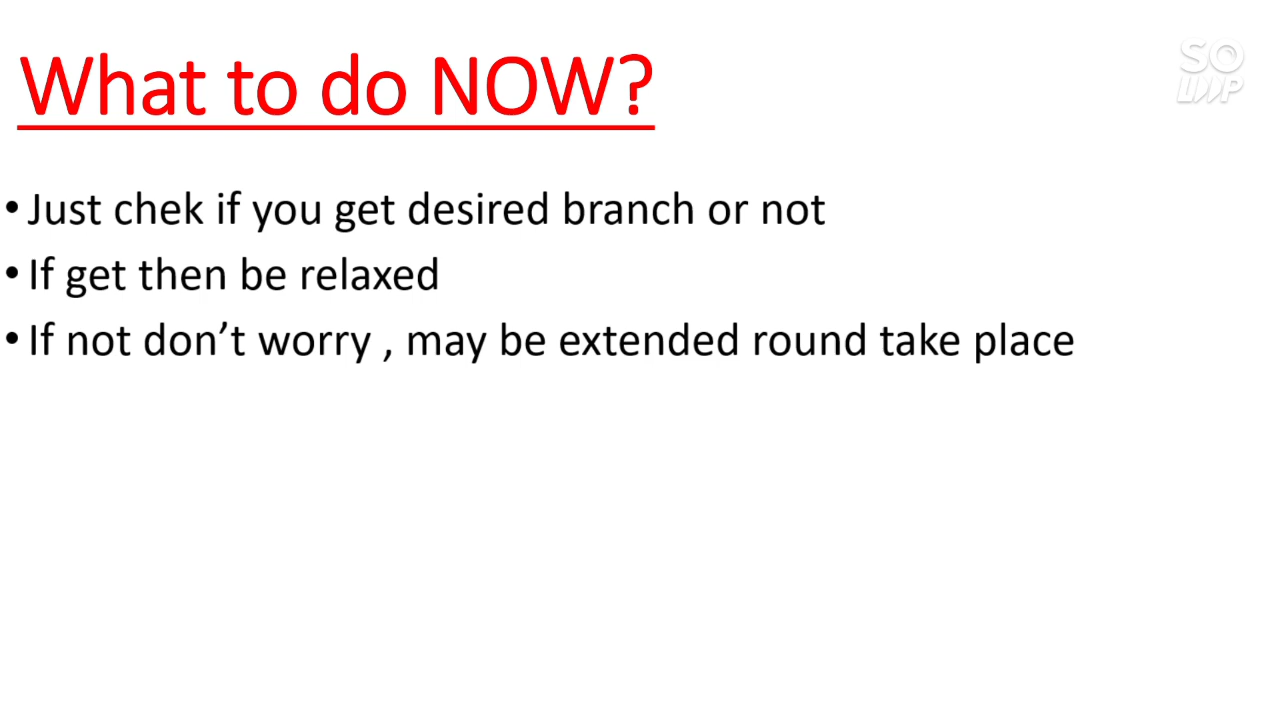 What to do NOW?
SO
• Just chek if you get desired branch or not
• If get then be relaxed
• If not don’t worry , may be extended round take place